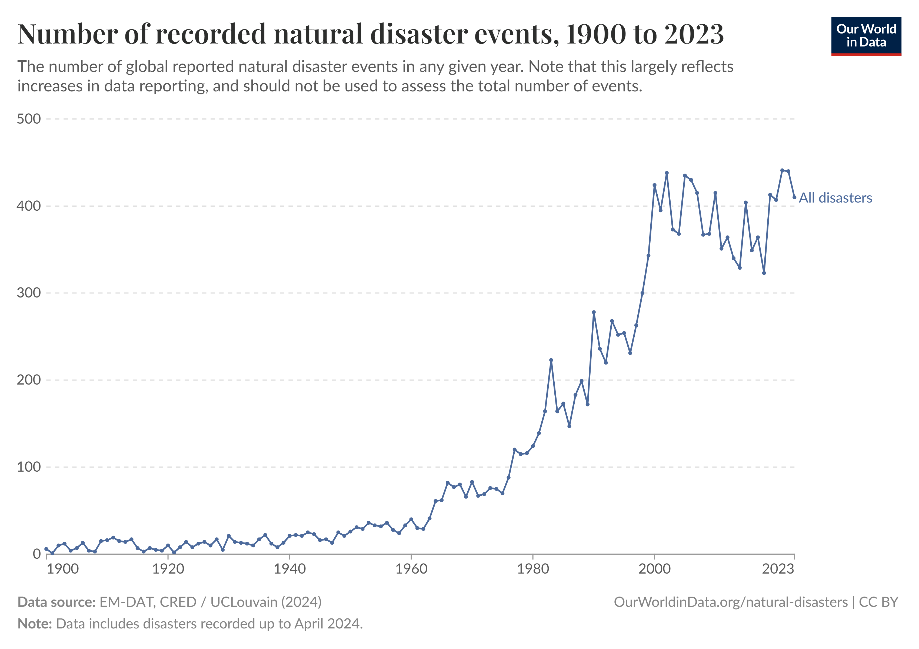 Number of recorded natural disaster events, 1900 to 2023
Our World
in Data
The number of global reported natural disaster events in any given year. Note that this largely reflects
increases in data reporting, and should not be used to assess the total number of events.
500
400
All disasters
300
200
100
0
1900 1920 1940 1960 1980 2000 2023
Data source: EM-DAT, CRED / UCLouvain (2024)
OurWorldinData.org/natural-disasters | CC BY
Note: Data includes disasters recorded up to April 2024.